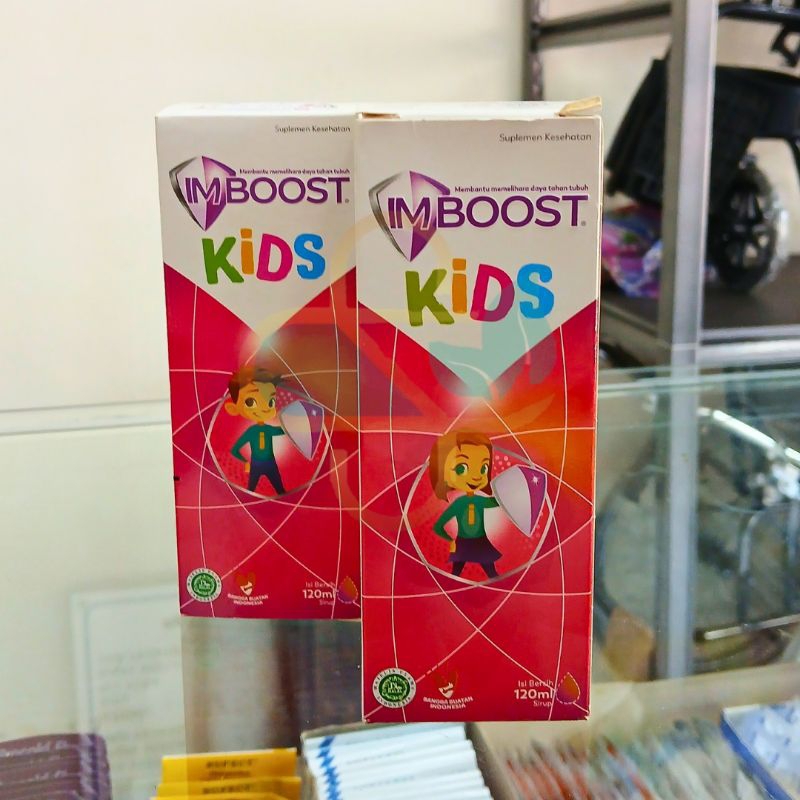 Suplemen Kesehatan
Membantu memelihara daya tahan tubuh
IMBOOST
KiDS
Isi Bersih
120ml
Sirup
BANGGA BUATAN
INDONESIA
Suplemen Kesehatan
Membantu memelihara daya tahan tubuh
IMBOOST®
KiDS
Isi Bersih
120ml
Sirup
BANGGA BUATAN
INDONESIA